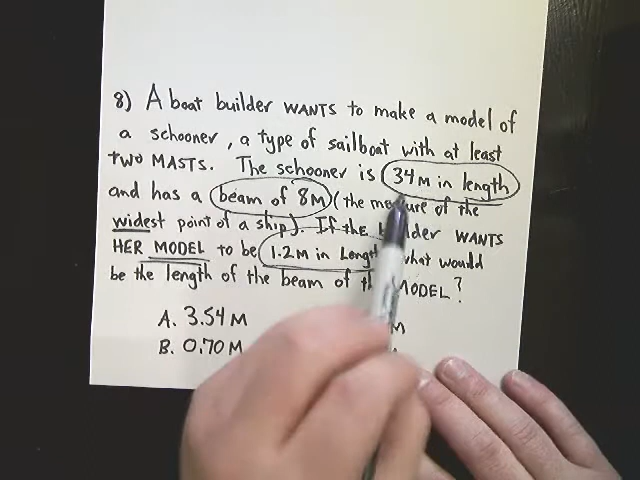 8) A boat builder WANTS to make a model of
a schooner, a type of sailboat with at least
TWO MASTS. The schooner is 34M in length
and has a beam of 8M (the measure of the
widest point of a ship). If the WANTS
HER MODEL to be 1.2M in Length what would
be the length of the beam of MODEL?
A. 3.54 M
M
B. 0.70 M